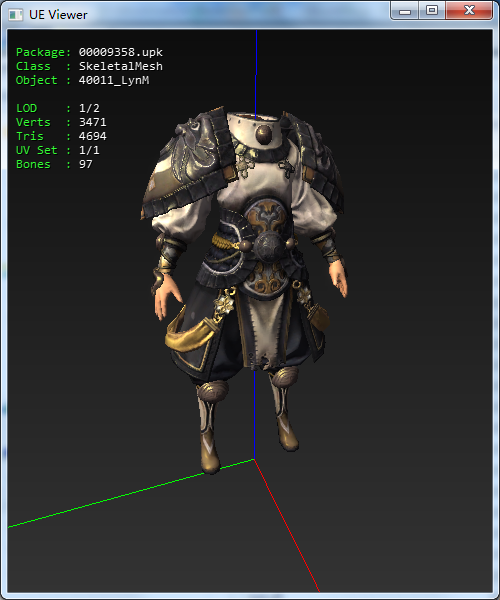 UE Viewer
Package: 00009358.upk
Class : SkeletalMesh
Object : 40011_LynM
LOD : 1/2
Verts : 3471
Tris : 4694
UV Set : 1/1
Bones : 97